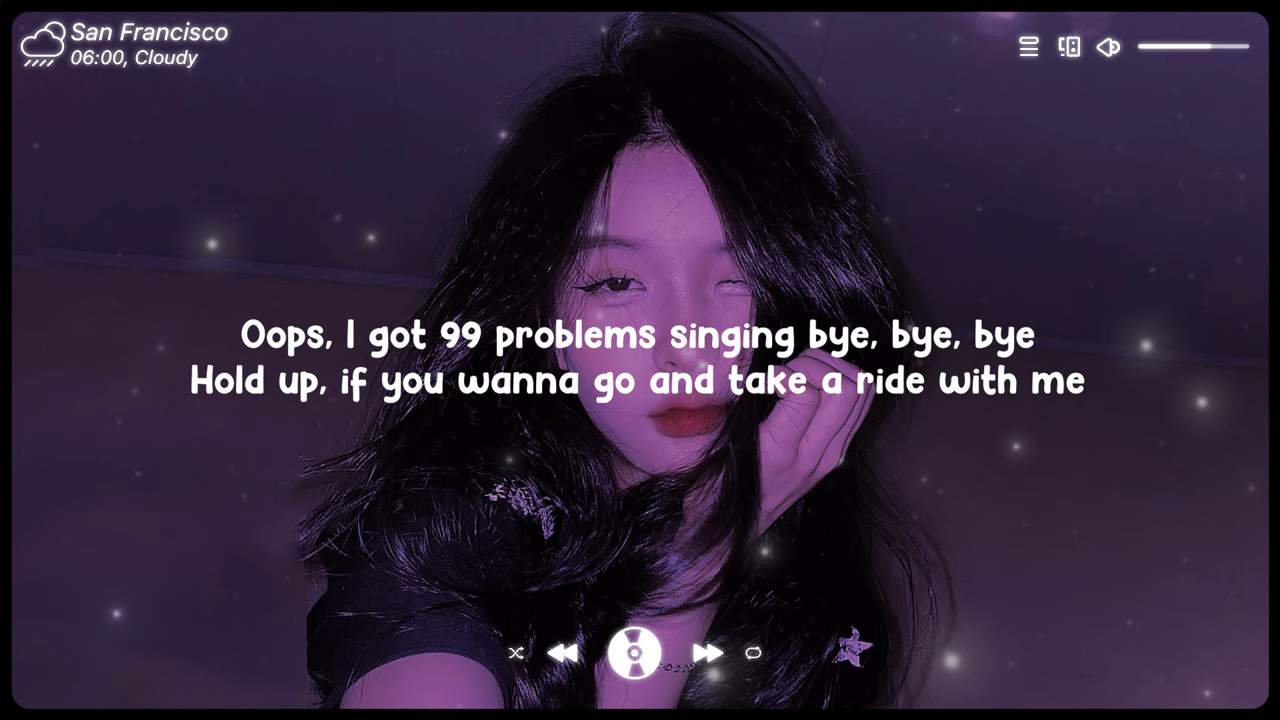 San Francisco
06:00, Cloudy
Oops, I got 99 problems singing bye, bye, bye
Hold up, if you wanna go and take a ride with me